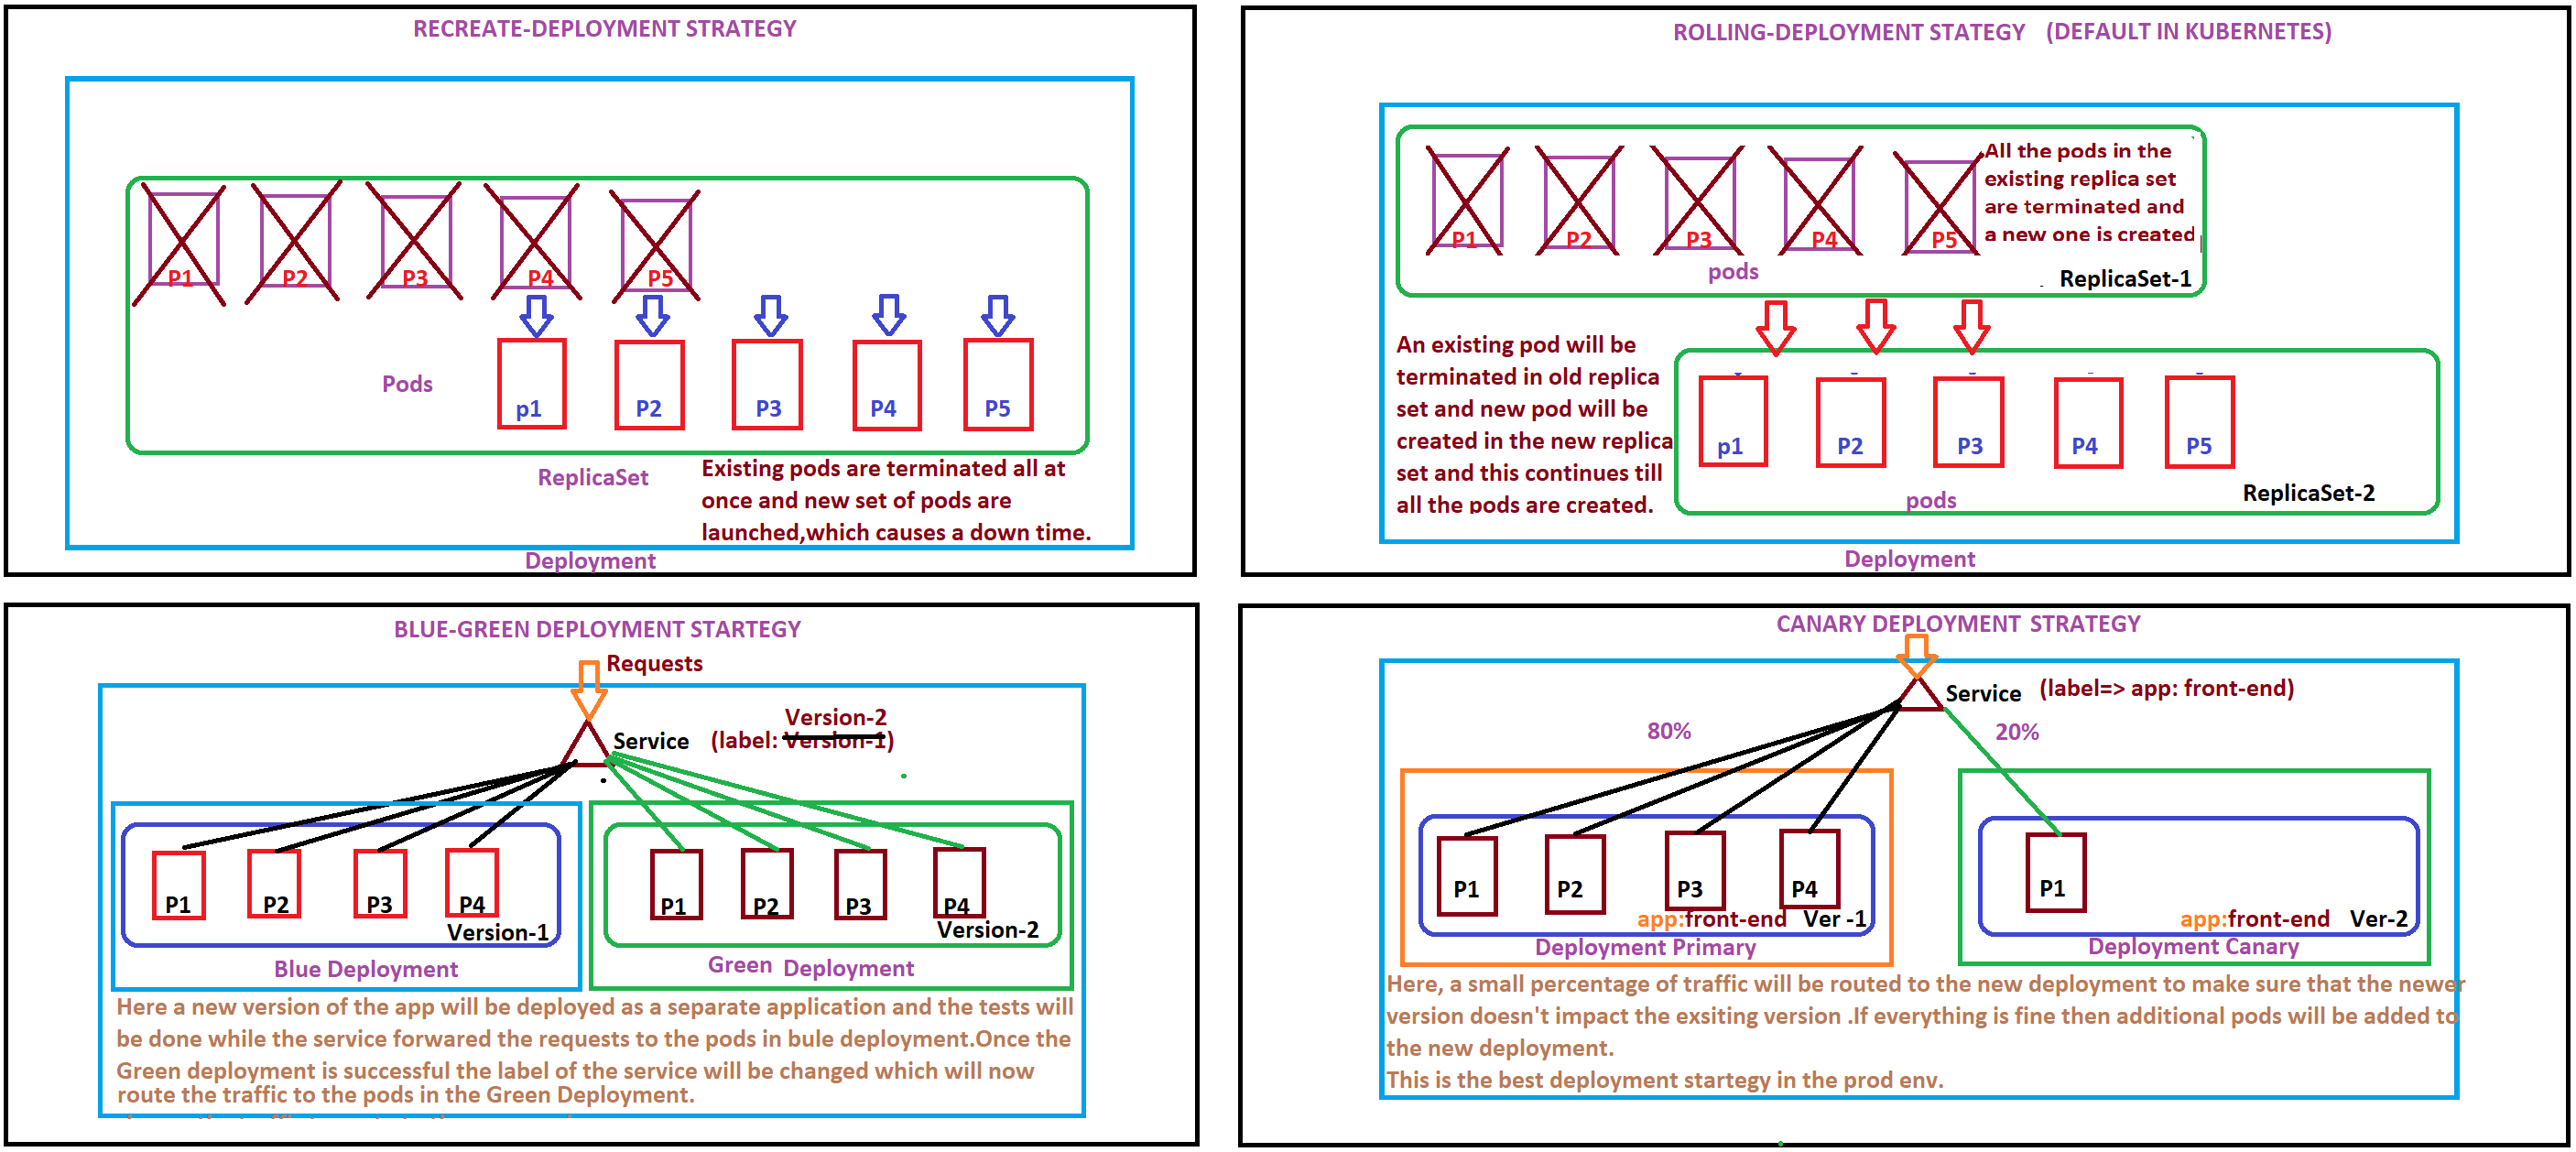 RECREATE-DEPLOYMENT STRATEGY
P1 P2 P3 P4 P5
Pods
p1 P2 P3 P4 P5
ReplicaSet
Existing pods are terminated all at
once and new set of pods are
launched,which causes a down time.
Deployment
ROLLING-DEPLOYMENT STATEGY (DEFAULT IN KUBERNETES)
P1 P2 P3 P4 P5
All the pods in the
existing replica set
are terminated and
a new one is created
pods
ReplicaSet-1
An existing pod will be
terminated in old replica
set and new pod will be
created in the new replica
set and this continues till
all the pods are created.
p1 P2 P3 P4 P5
pods
ReplicaSet-2
Deployment
BLUE-GREEN DEPLOYMENT STARTEGY
Requests
Version-2
Service (label: Version-1)
P1 P2 P3 P4
Version-1
Blue Deployment
P1 P2 P3 P4
Version-2
Green Deployment
Here a new version of the app will be deployed as a separate application and the tests will
be done while the service forwared the requests to the pods in bule deployment.Once the
Green deployment is successful the label of the service will be changed which will now
route the traffic to the pods in the Green Deployment.
CANARY DEPLOYMENT STRATEGY
Service (label=> app: front-end)
80%
20%
P1 P2 P3 P4
app:front-end Ver -1
Deployment Primary
P1
app:front-end Ver-2
Deployment Canary
Here, a small percentage of traffic will be routed to the new deployment to make sure that the newer
version doesn't impact the exsiting version .If everything is fine then additional pods will be added to
the new deployment.
This is the best deployment startegy in the prod env.